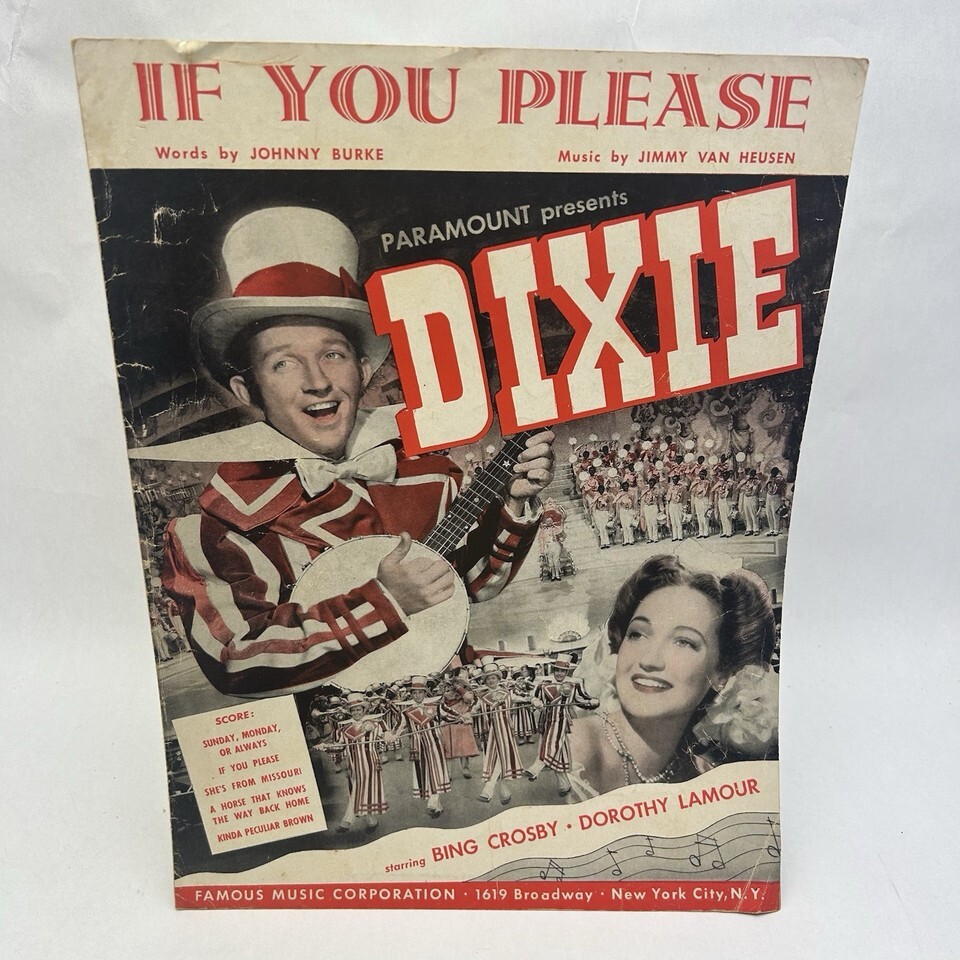 IF YOU PLEASE
Words by JOHNNY BURKE
Music by JIMMY VAN HEUSEN
PARAMOUNT presents
DIXIE
SCORE:
SUNDAY, MONDAY,
OR ALWAYS
IF YOU PLEASE
SHE'S FROM MISSOURI
A HORSE THAT KNOWS
THE WAY BACK HOME
KINDA PECULIAR BROWN
starring BING CROSBY · DOROTHY LAMOUR
FAMOUS MUSIC CORPORATION · 1619 Broadway · New York City, N.Y.